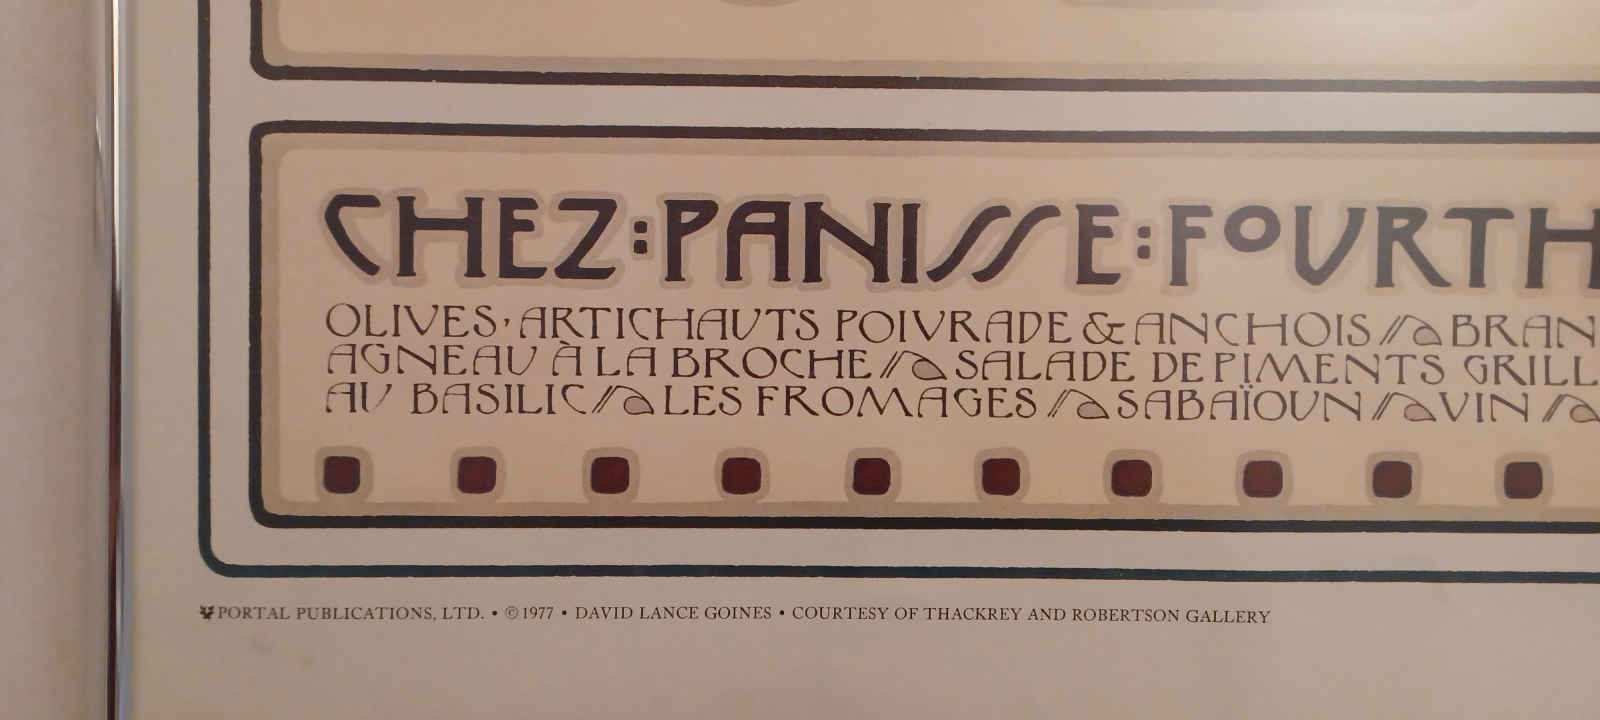 CHEZ:PANISSE:FOURTH
OLIVES, ARTICHAUTS POIVRADE & ANCHOIS // BRAN
AGNEAU À LA BROCHE // SALADE DE PIMENTS GRILL
AU BASILIC // LES FROMAGES // SABAÏOUN // VIN //
PORTAL PUBLICATIONS, LTD. • © 1977 • DAVID LANCE GOINES • COURTESY OF THACKREY AND ROBERTSON GALLERY